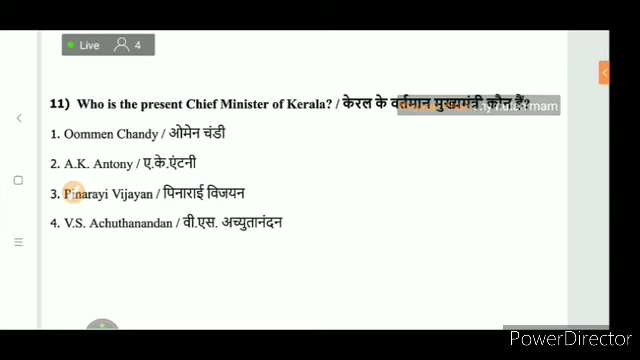 Live 4
11) Who is the present Chief Minister of Kerala? / केरल के वर्तमान मुख्यमंत्री कौन हैं?
1. Oommen Chandy / ओमेन चंडी
2. A.K. Antony / ए.के.एंटनी
3. Pinarayi Vijayan / पिनाराई विजयन
4. V.S. Achuthanandan / वी.एस. अच्युतानंदन
PowerDirector